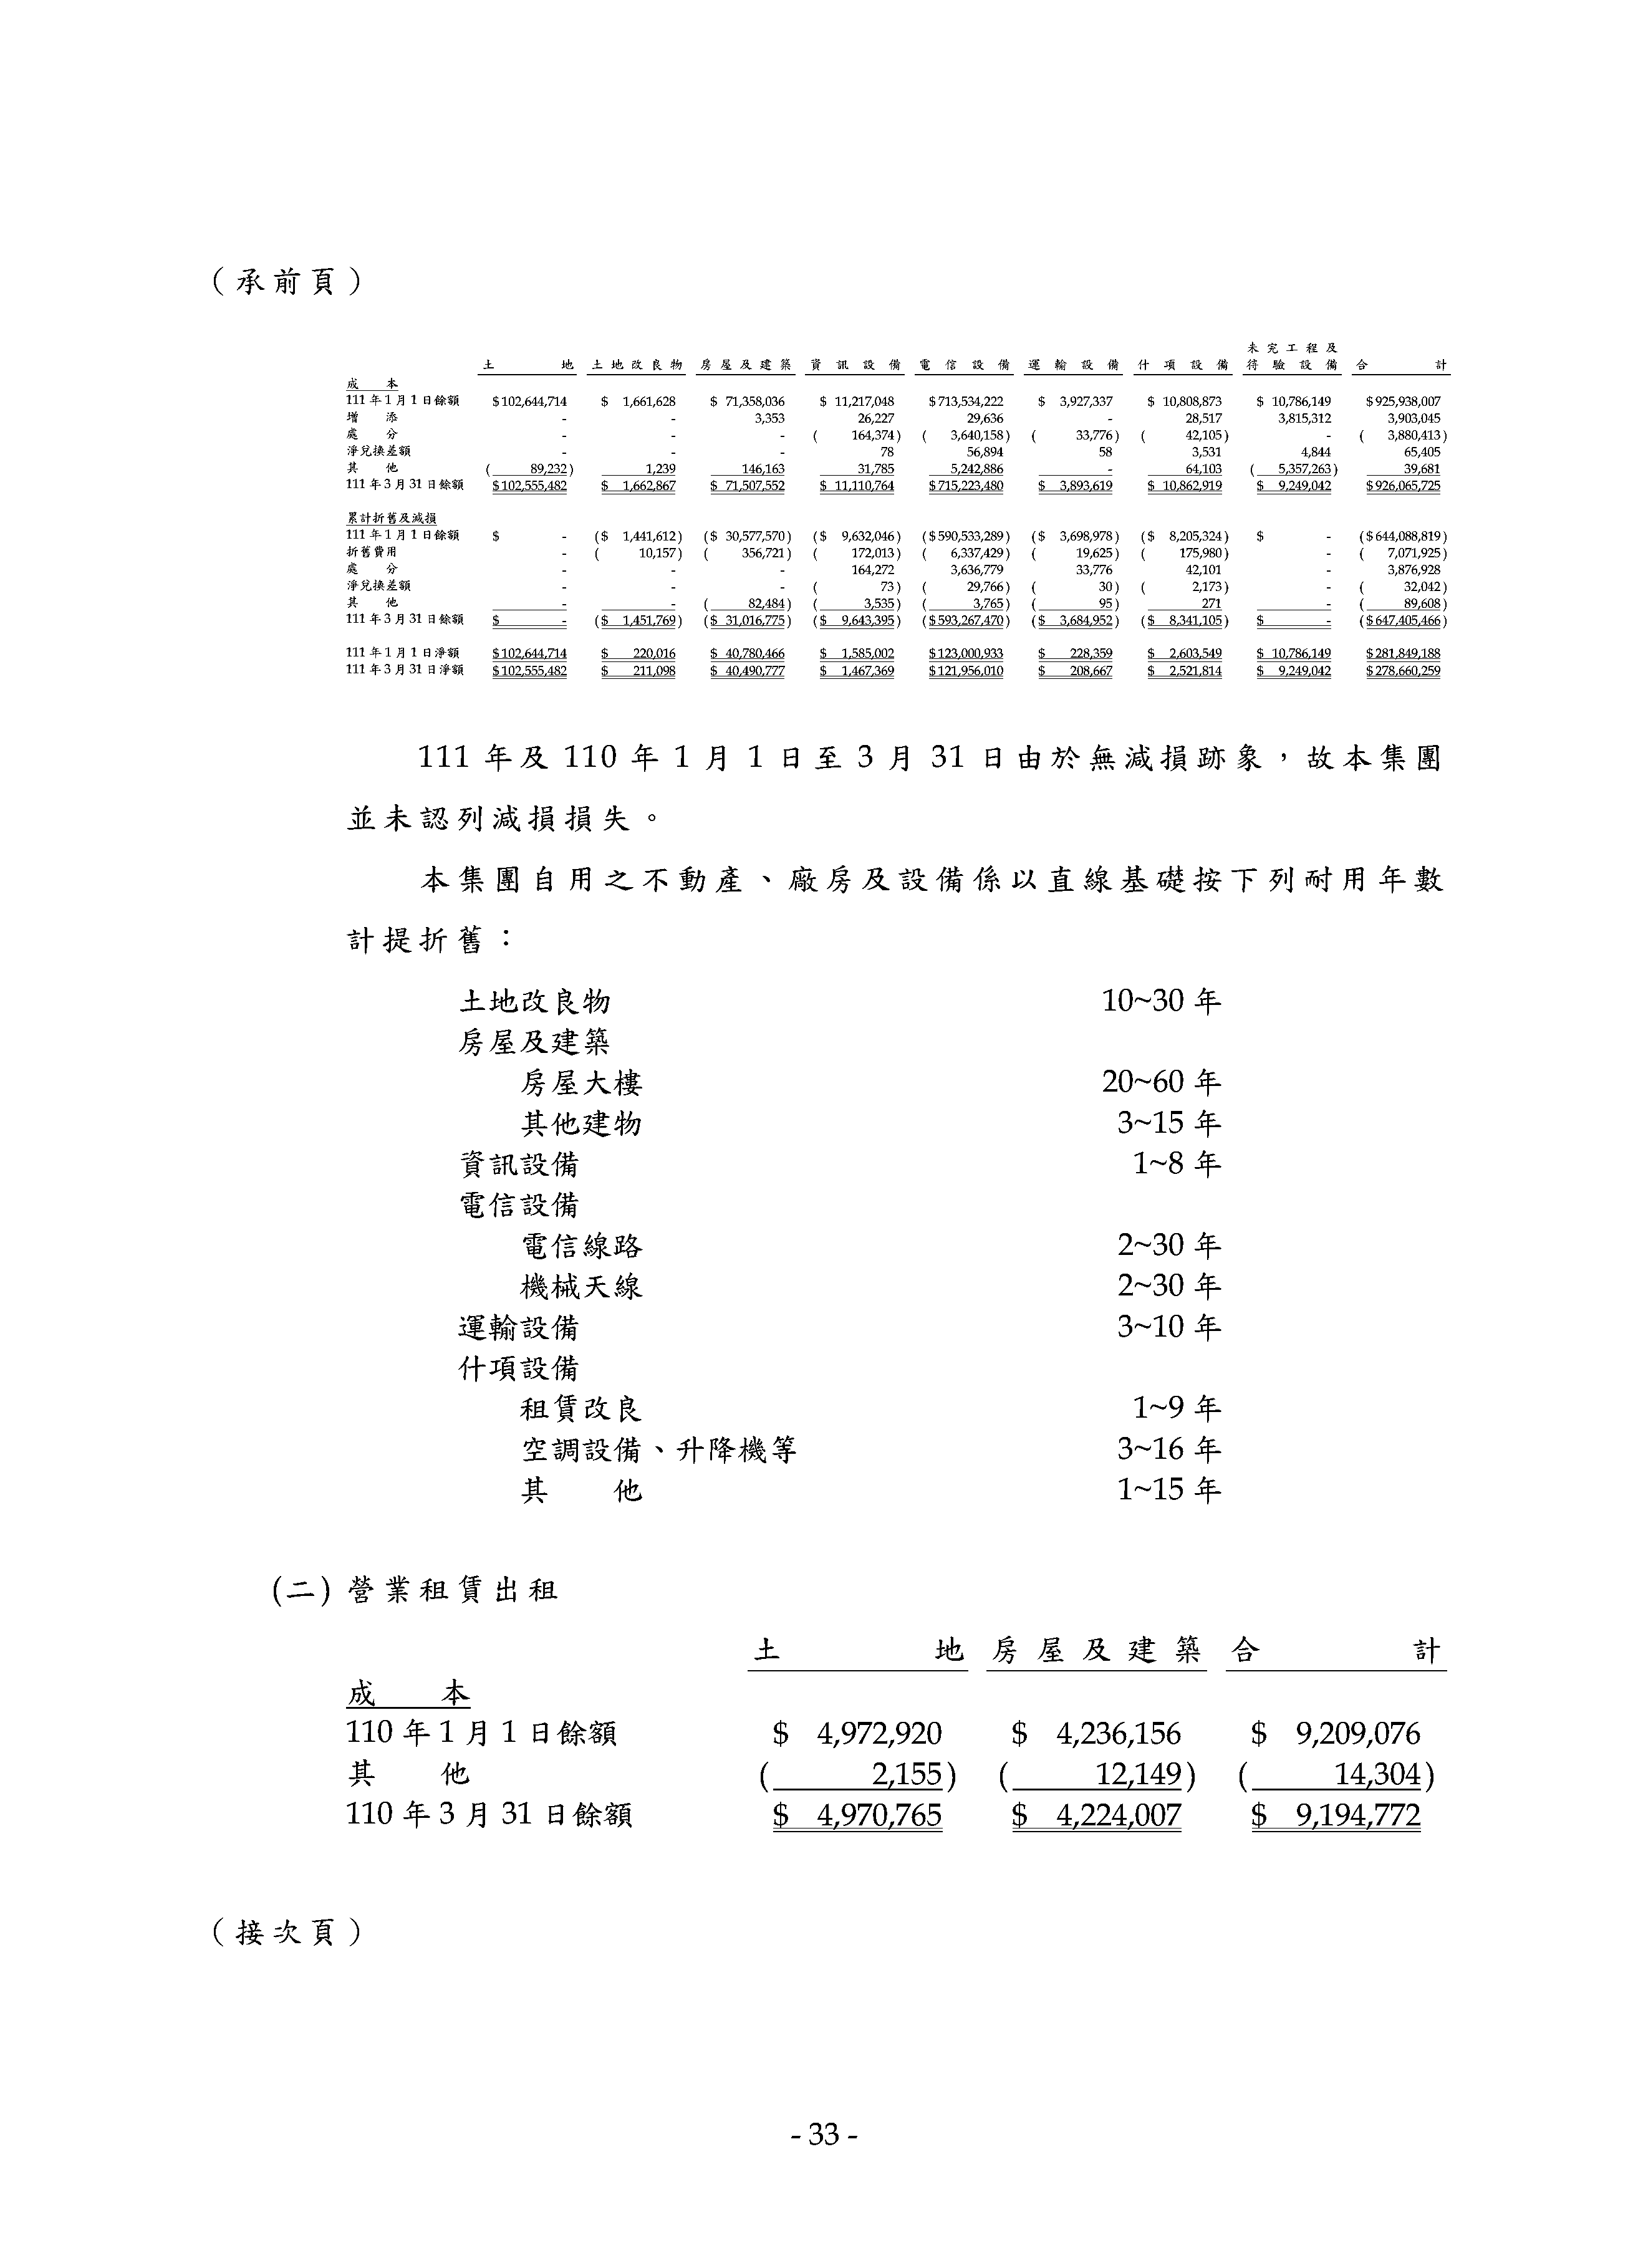 （承前頁）
未完工程及
土地 土地改良物 房屋及建築 資訊設備 電信設備 運輸設備 什項設備 待驗設備 合計
成本
111年1月1日餘額 $102,644,714 $ 1,661,628 $ 71,358,036 $ 11,217,048 $713,534,222 $ 3,927,337 $ 10,808,873 $ 10,786,149 $925,938,007
增添 - - 3,353 26,227 29,636 - 28,517 3,815,312 3,903,045
處分 - - - ( 164,374) ( 3,640,158) ( 33,776) ( 42,105) - ( 3,880,413)
淨兌換差額 - - - 78 56,894 58 3,531 4,844 65,405
其他 ( 89,232) 1,239 146,163 31,785 5,242,886 - 64,103 ( 5,357,263) 39,681
111年3月31日餘額 $102,555,482 $ 1,662,867 $ 71,507,552 $ 11,110,764 $715,223,480 $ 3,893,619 $ 10,862,919 $ 9,249,042 $926,065,725
累計折舊及減損
111年1月1日餘額 $ - ($ 1,441,612) ($ 30,577,570) ($ 9,632,046) ($590,533,289) ($ 3,698,978) ($ 8,205,324) $ - ($644,088,819)
折舊費用 - ( 10,157) ( 356,721) ( 172,013) ( 6,337,429) ( 19,625) ( 175,980) - ( 7,071,925)
處分 - - - 164,272 3,636,779 33,776 42,101 - 3,876,928
淨兌換差額 - - - ( 73) ( 29,766) ( 30) ( 2,173) - ( 32,042)
其他 - - ( 82,484) ( 3,535) ( 3,765) ( 95) 271 - ( 89,608)
111年3月31日餘額 $ - ($ 1,451,769) ($ 31,016,775) ($ 9,643,395) ($593,267,470) ($ 3,684,952) ($ 8,341,105) $ - ($647,405,466)
111年1月1日淨額 $102,644,714 $ 220,016 $ 40,780,466 $ 1,585,002 $123,000,933 $ 228,359 $ 2,603,549 $ 10,786,149 $281,849,188
111年3月31日淨額 $102,555,482 $ 211,098 $ 40,490,777 $ 1,467,369 $121,956,010 $ 208,667 $ 2,521,814 $ 9,249,042 $278,660,259
111年及110年1月1日至3月31日由於無減損跡象，故本集團
並未認列減損損失。
本集團自用之不動產、廠房及設備係以直線基礎按下列耐用年數
計提折舊：
土地改良物 10~30 年
房屋及建築
房屋大樓 20~60 年
其他建物 3~15 年
資訊設備 1~8 年
電信設備
電信線路 2~30 年
機械天線 2~30 年
運輸設備 3~10 年
什項設備
租賃改良 1~9 年
空調設備、升降機等 3~16 年
其他 1~15 年
(二) 營業租賃出租
土地 房屋及建築 合計
成本
110年1月1日餘額 $ 4,972,920 $ 4,236,156 $ 9,209,076
其他 ( 2,155) ( 12,149) ( 14,304)
110年3月31日餘額 $ 4,970,765 $ 4,224,007 $ 9,194,772
（接次頁）
- 33 -